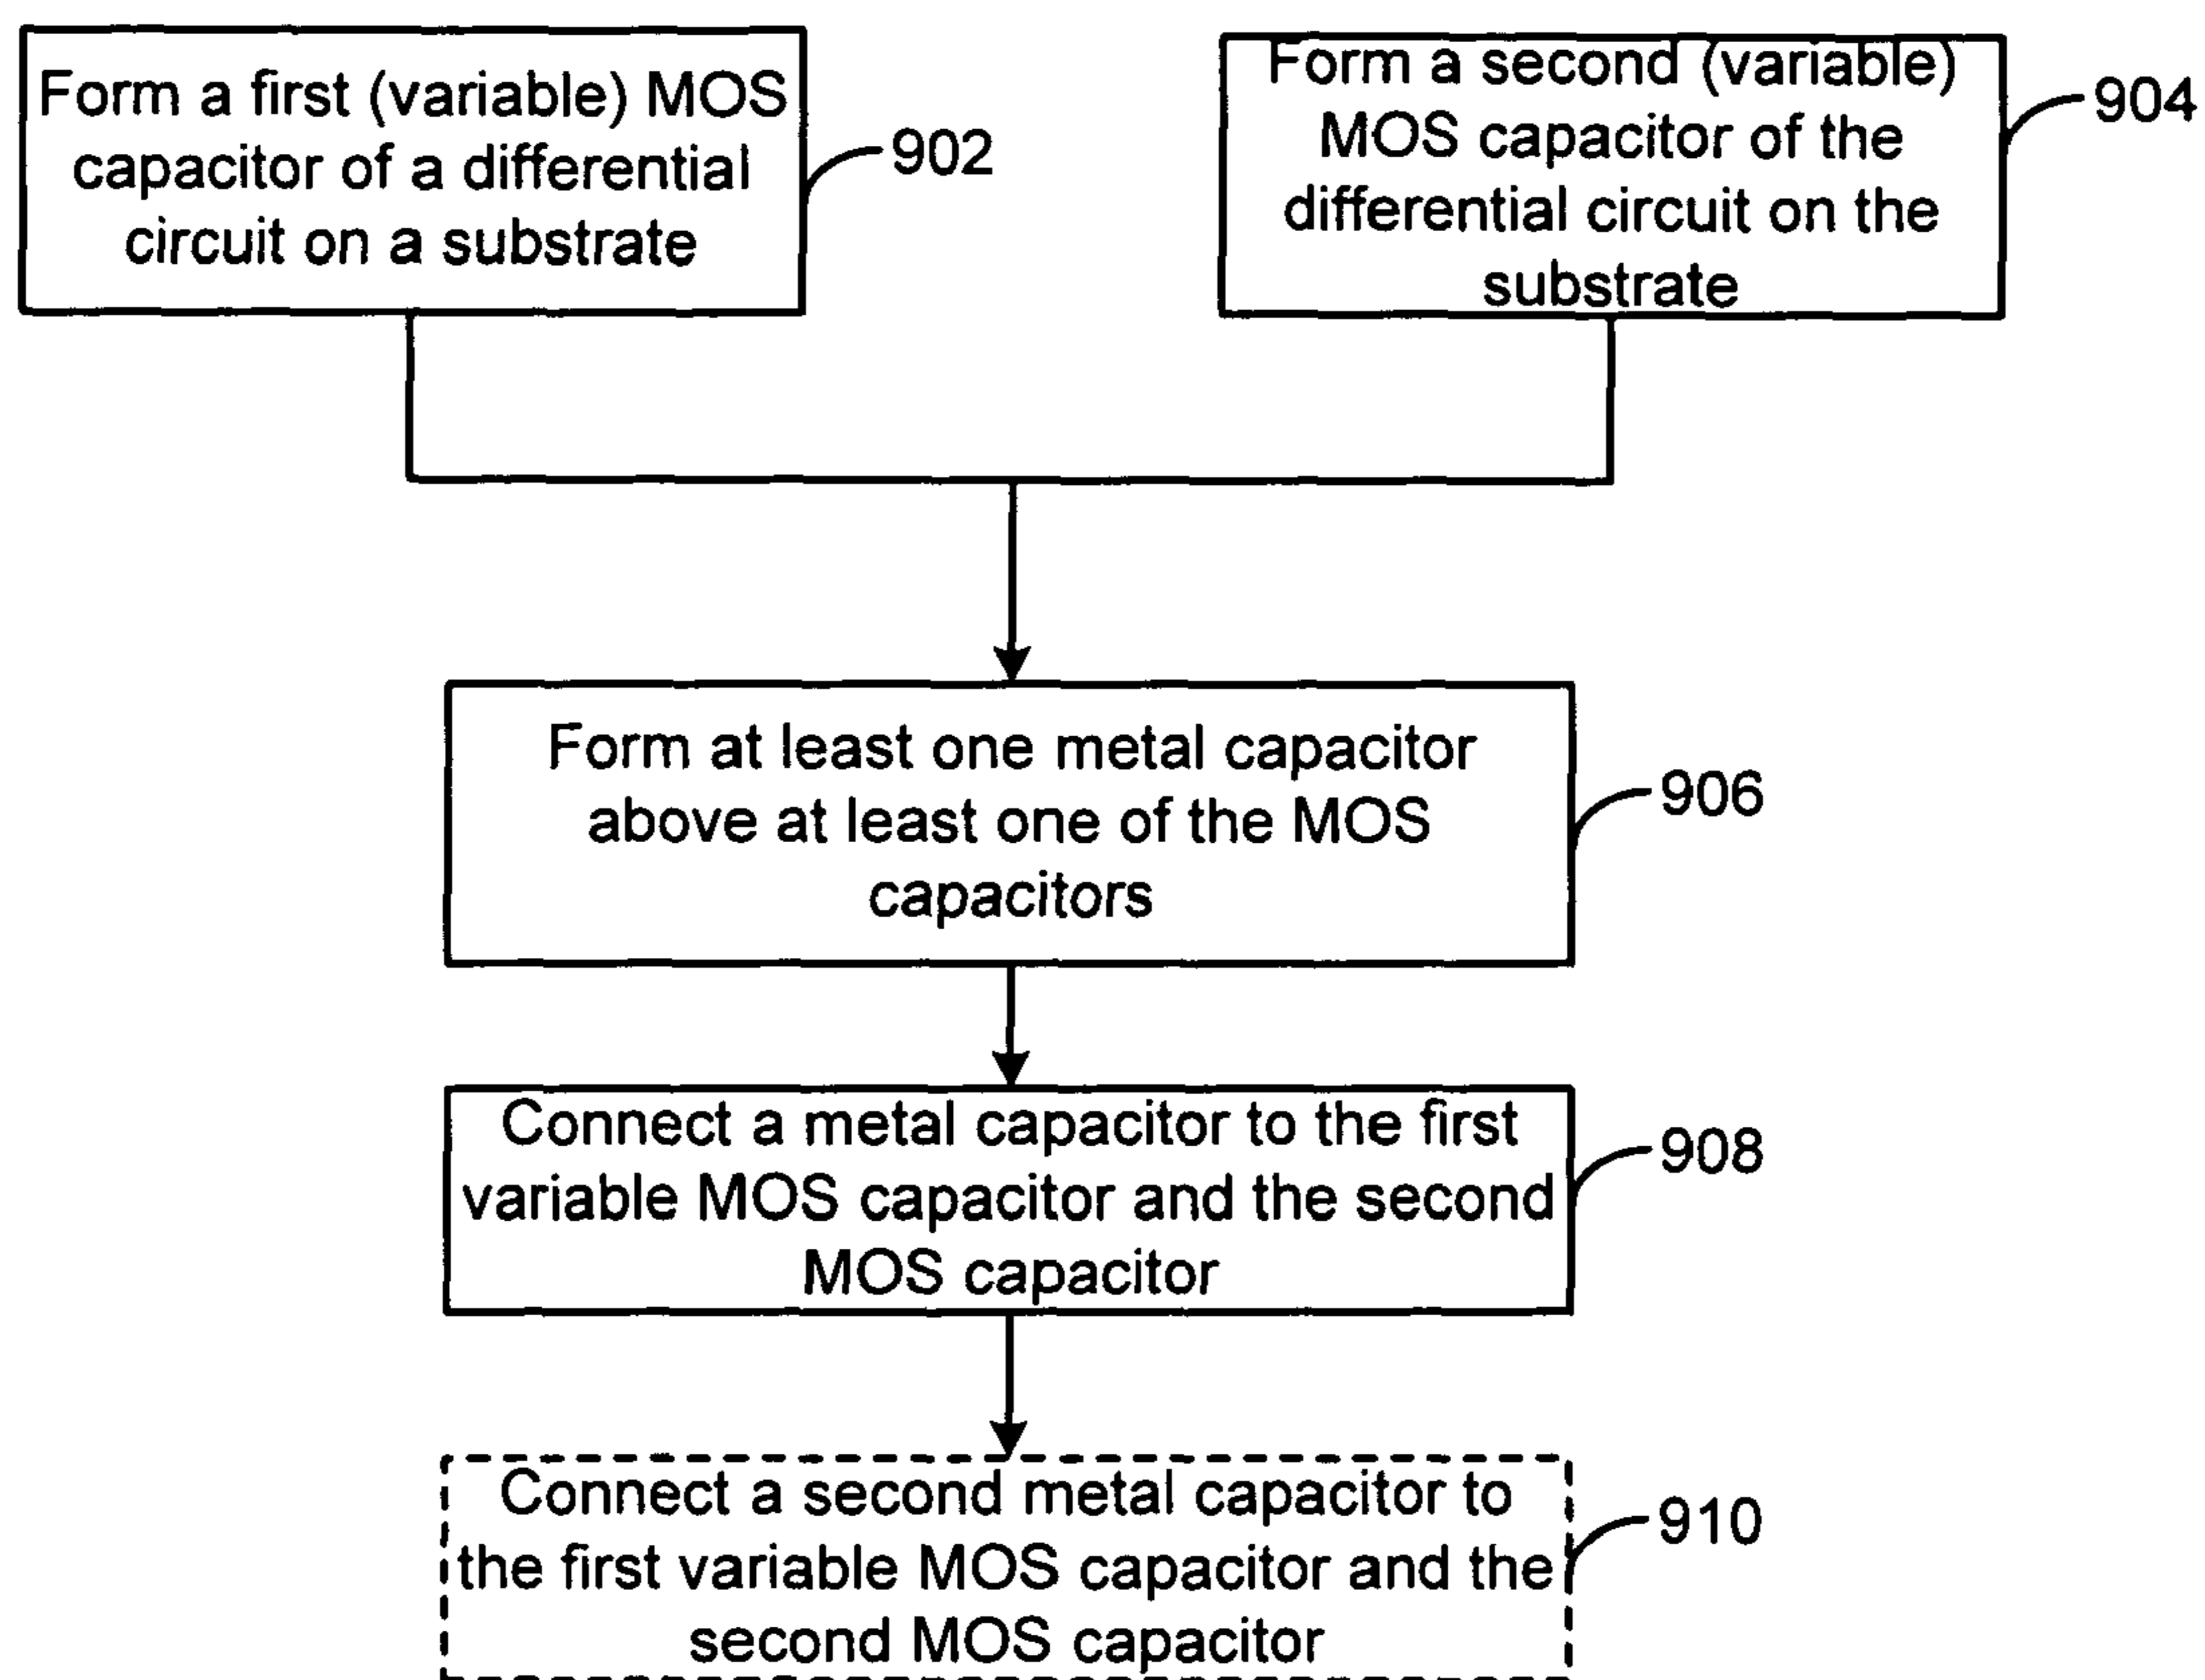 Form a first (variable) MOS
capacitor of a differential
circuit on a substrate
902
Form a second (variable)
MOS capacitor of the
differential circuit on the
substrate
904
Form at least one metal capacitor
above at least one of the MOS
capacitors
906
Connect a metal capacitor to the first
variable MOS capacitor and the second
MOS capacitor
908
Connect a second metal capacitor to
the first variable MOS capacitor and the
second MOS capacitor
910